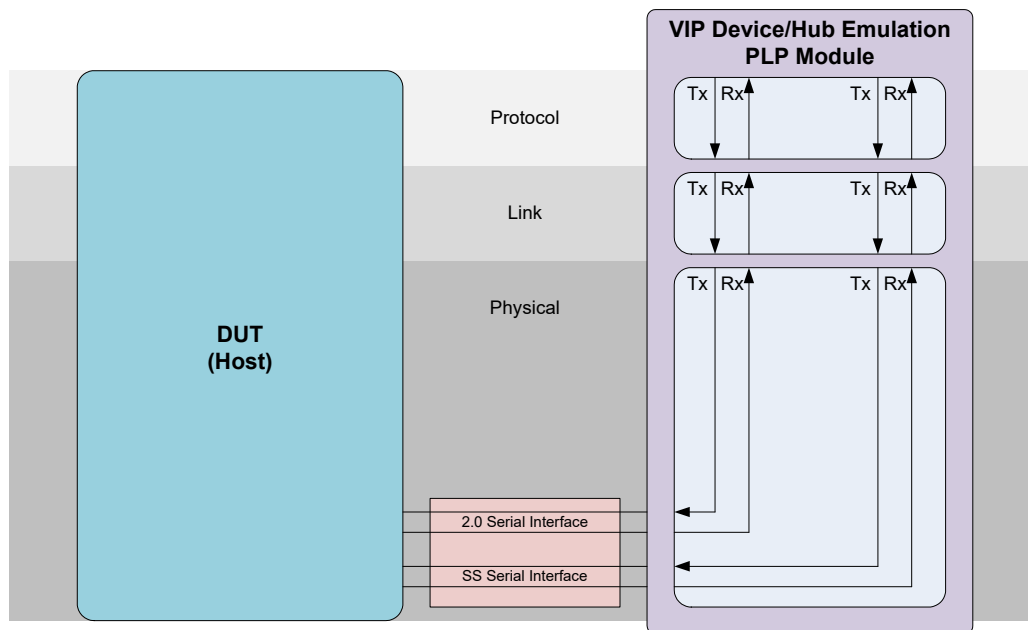 VIP Device/Hub Emulation
PLP Module
Tx Rx Tx Rx
Protocol
Tx Rx Tx Rx
Link
Tx Rx Tx Rx
Physical
DUT
(Host)
2.0 Serial Interface
SS Serial Interface